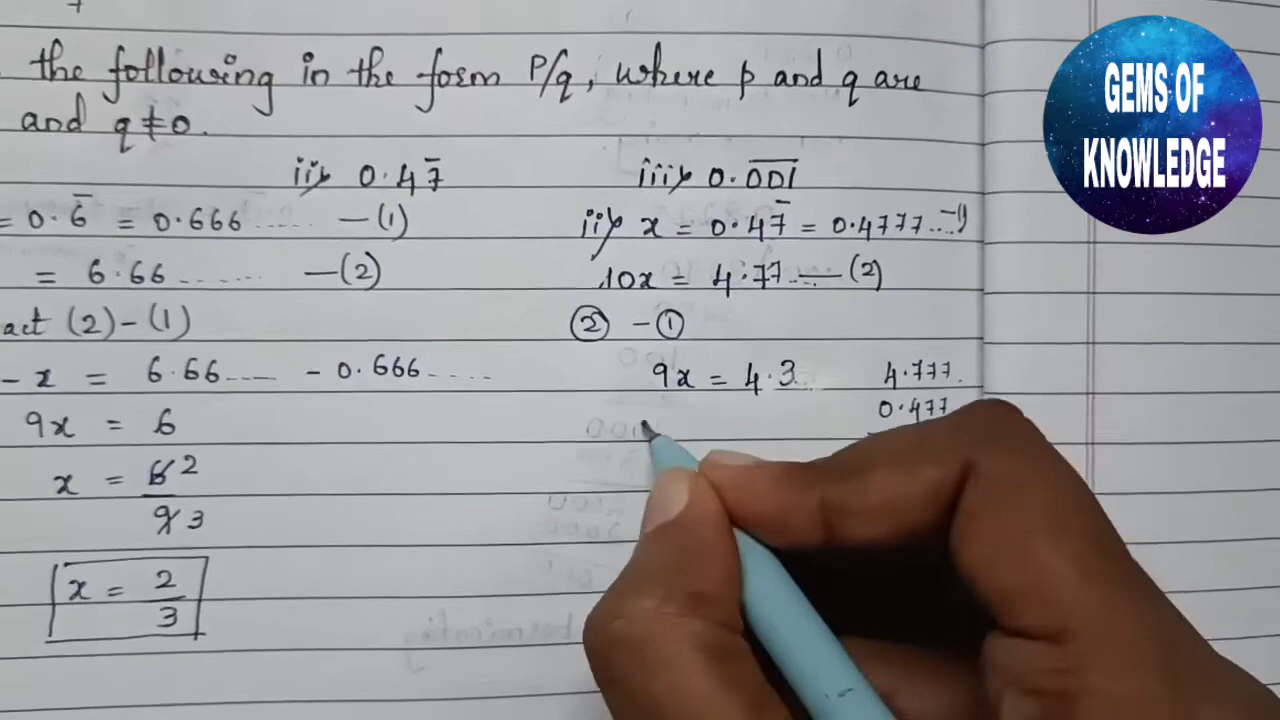 the following in the form P/q, where p and q are
and q ≠ 0.
ii) 0.47̄
iii) 0.0̅0̅1̅
= 0.6̄ = 0.666...... —(1)
= 6.66........ —(2)
act (2)-(1)
- x = 6.66..... - 0.666....
9x = 6
x = 6 2
9 3
x = 2
3
ii) x = 0.47̄ = 0.4777...
10x = 4.77...—(2)
② - ①
9x = 4.3...
4.777.
0.477
GEMS OF
KNOWLEDGE